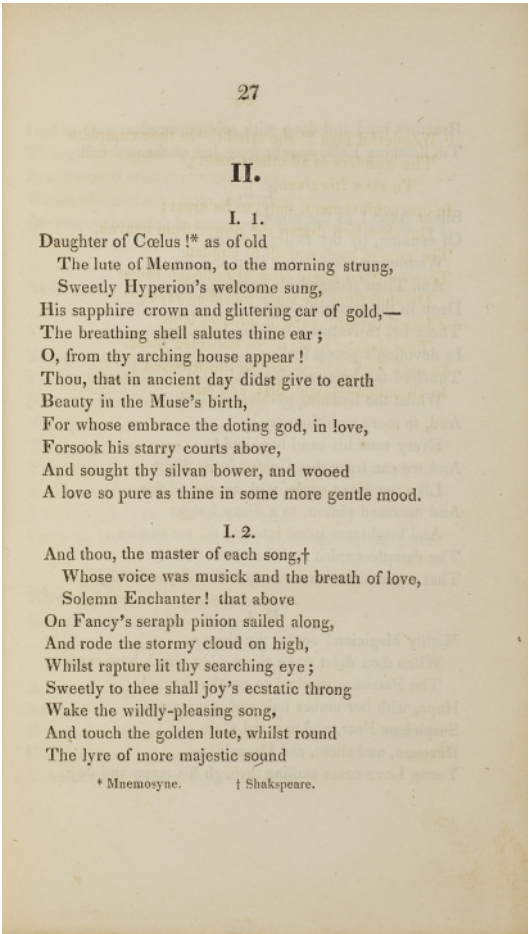 27
II.
I. 1.
Daughter of Cœlus !* as of old
The lute of Memnon, to the morning strung,
Sweetly Hyperion's welcome sung,
His sapphire crown and glittering car of gold,—
The breathing shell salutes thine ear ;
O, from thy arching house appear !
Thou, that in ancient day didst give to earth
Beauty in the Muse's birth,
For whose embrace the doting god, in love,
Forsook his starry courts above,
And sought thy silvan bower, and wooed
A love so pure as thine in some more gentle mood.
I. 2.
And thou, the master of each song,†
Whose voice was musick and the breath of love,
Solemn Enchanter ! that above
On Fancy's seraph pinion sailed along,
And rode the stormy cloud on high,
Whilst rapture lit thy searching eye ;
Sweetly to thee shall joy's ecstatic throng
Wake the wildly-pleasing song,
And touch the golden lute, whilst round
The lyre of more majestic sound
* Mnemosyne. † Shakspeare.